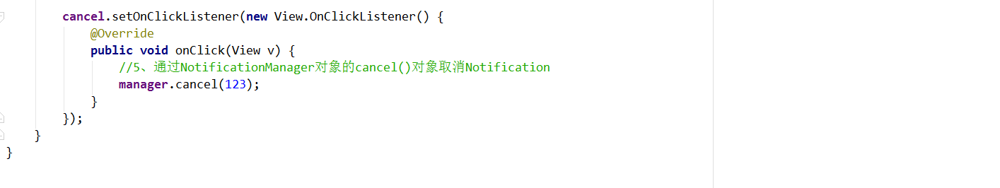 cancel.setOnClickListener(new View.OnClickListener() {
@Override
public void onClick(View v) {
//5、通过NotificationManager对象的cancel()对象取消Notification
manager.cancel(123);
}
});
}
}